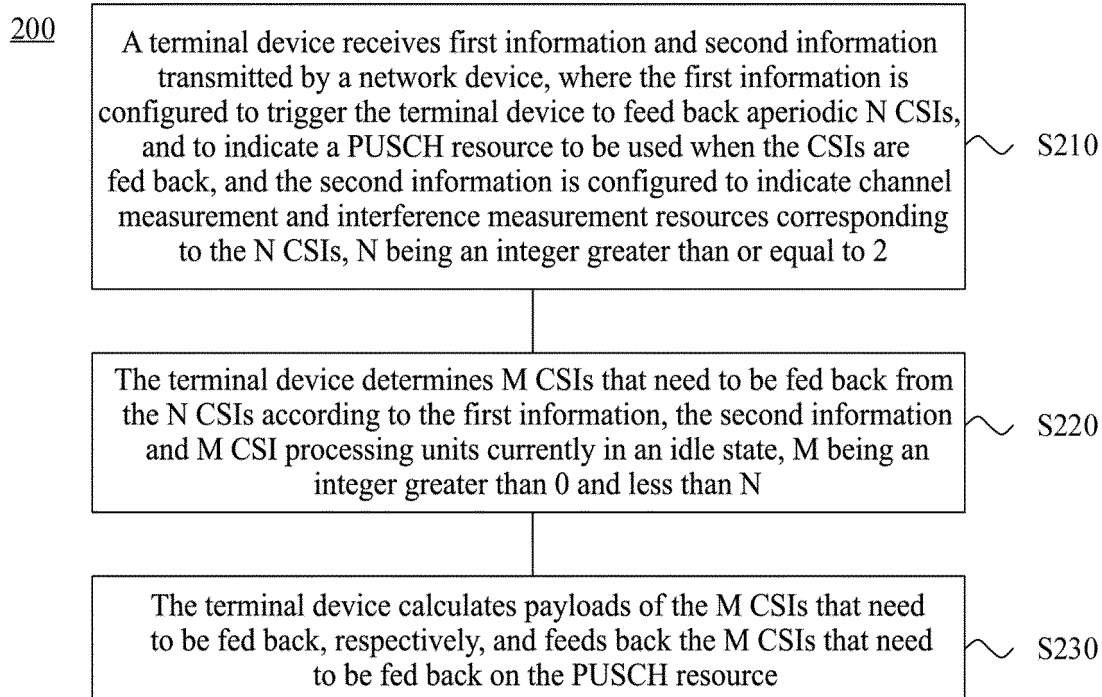 200
A terminal device receives first information and second information
transmitted by a network device, where the first information is
configured to trigger the terminal device to feed back aperiodic N CSIs,
and to indicate a PUSCH resource to be used when the CSIs are
fed back, and the second information is configured to indicate channel
measurement and interference measurement resources corresponding
to the N CSIs, N being an integer greater than or equal to 2
S210
The terminal device determines M CSIs that need to be fed back from
the N CSIs according to the first information, the second information
and M CSI processing units currently in an idle state, M being an
integer greater than 0 and less than N
S220
The terminal device calculates payloads of the M CSIs that need
to be fed back, respectively, and feeds back the M CSIs that need
to be fed back on the PUSCH resource
S230